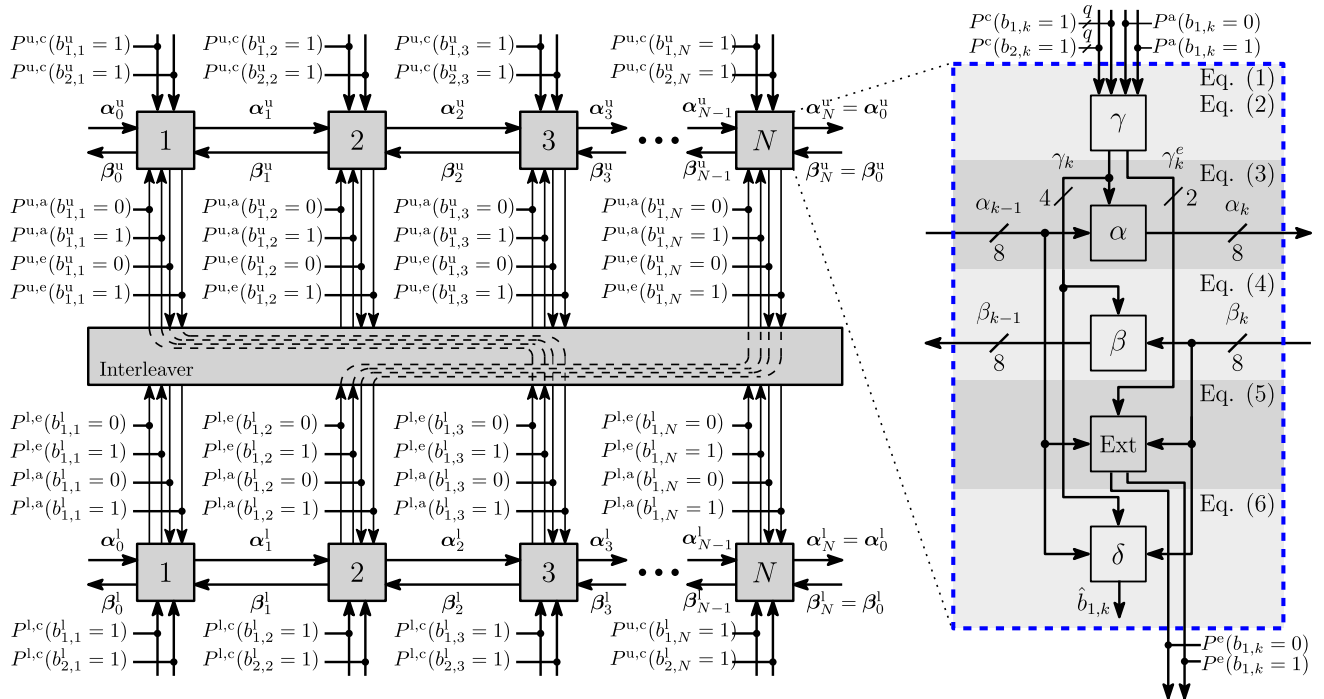 P^{u,c}(b^u_{1,1} = 1) P^{u,c}(b^u_{1,2} = 1) P^{u,c}(b^u_{1,3} = 1) P^{u,c}(b^u_{1,N} = 1)
P^{u,c}(b^u_{2,1} = 1) P^{u,c}(b^u_{2,2} = 1) P^{u,c}(b^u_{2,3} = 1) P^{u,c}(b^u_{2,N} = 1)
α^u_0 α^u_1 α^u_2 α^u_3 α^u_{N−1} α^u_N = α^u_0
1 2 3 ••• N
β^u_0 β^u_1 β^u_2 β^u_3 β^u_{N−1} β^u_N = β^u_0
P^{u,a}(b^u_{1,1} = 0) P^{u,a}(b^u_{1,2} = 0) P^{u,a}(b^u_{1,3} = 0) P^{u,a}(b^u_{1,N} = 0)
P^{u,a}(b^u_{1,1} = 1) P^{u,a}(b^u_{1,2} = 1) P^{u,a}(b^u_{1,3} = 1) P^{u,a}(b^u_{1,N} = 1)
P^{u,e}(b^u_{1,1} = 0) P^{u,e}(b^u_{1,2} = 0) P^{u,e}(b^u_{1,3} = 0) P^{u,e}(b^u_{1,N} = 0)
P^{u,e}(b^u_{1,1} = 1) P^{u,e}(b^u_{1,2} = 1) P^{u,e}(b^u_{1,3} = 1) P^{u,e}(b^u_{1,N} = 1)
Interleaver
P^{l,e}(b^l_{1,1} = 0) P^{l,e}(b^l_{1,2} = 0) P^{l,e}(b^l_{1,3} = 0) P^{l,e}(b^l_{1,N} = 0)
P^{l,e}(b^l_{1,1} = 1) P^{l,e}(b^l_{1,2} = 1) P^{l,e}(b^l_{1,3} = 1) P^{l,e}(b^l_{1,N} = 1)
P^{l,a}(b^l_{1,1} = 0) P^{l,a}(b^l_{1,2} = 0) P^{l,a}(b^l_{1,3} = 0) P^{l,a}(b^l_{1,N} = 0)
P^{l,a}(b^l_{1,1} = 1) P^{l,a}(b^l_{1,2} = 1) P^{l,a}(b^l_{1,3} = 1) P^{l,a}(b^l_{1,N} = 1)
α^l_0 α^l_1 α^l_2 α^l_3 α^l_{N−1} α^l_N = α^l_0
1 2 3 ••• N
β^l_0 β^l_1 β^l_2 β^l_3 β^l_{N−1} β^l_N = β^l_0
P^{l,c}(b^l_{1,1} = 1) P^{l,c}(b^l_{1,2} = 1) P^{l,c}(b^l_{1,3} = 1) P^{u,c}(b^l_{1,N} = 1)
P^{l,c}(b^l_{2,1} = 1) P^{l,c}(b^l_{2,2} = 1) P^{l,c}(b^l_{2,3} = 1) P^{u,c}(b^l_{2,N} = 1)
P^c(b_{1,k} = 1) q P^a(b_{1,k} = 0)
P^c(b_{2,k} = 1) q P^a(b_{1,k} = 1)
Eq. (1)
Eq. (2)
γ
γ_k γ^e_k Eq. (3)
4 2
α_{k−1} α_k
α
8 8
Eq. (4)
β_{k−1} β_k
β
8 8
Eq. (5)
Ext
Eq. (6)
δ
b̂_{1,k}
P^e(b_{1,k} = 0)
P^e(b_{1,k} = 1)